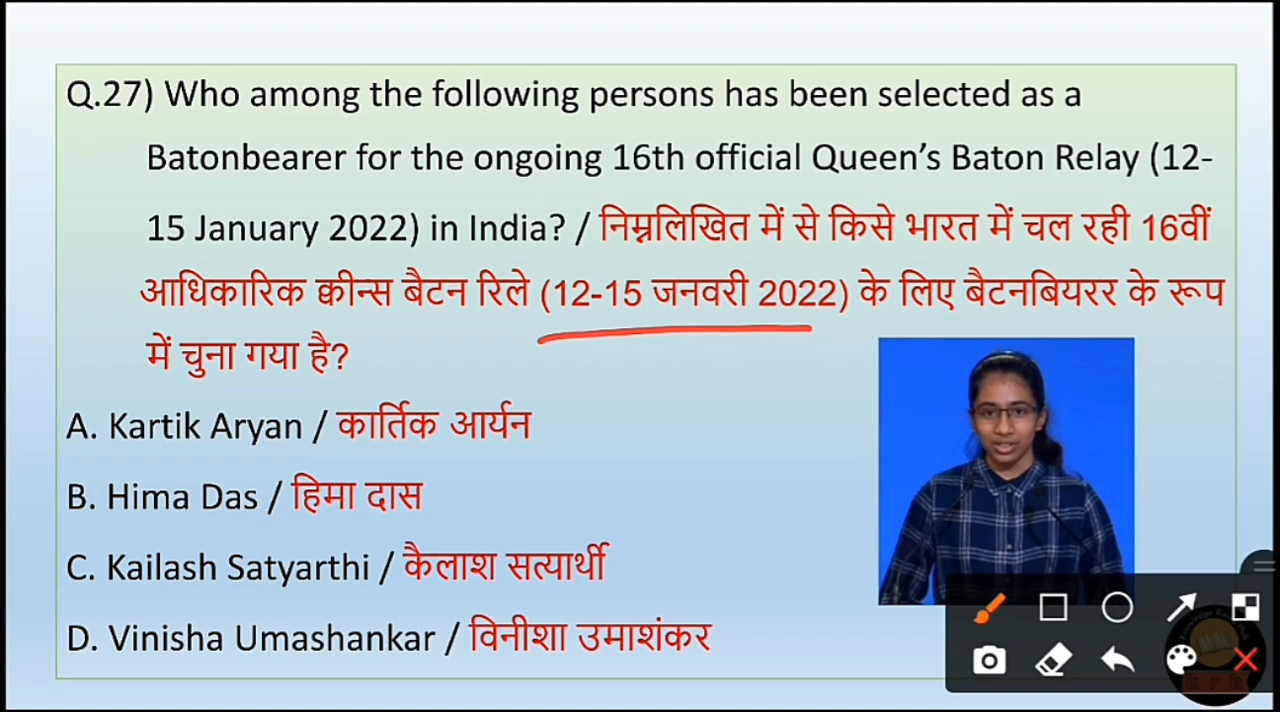 Q.27) Who among the following persons has been selected as a
Batonbearer for the ongoing 16th official Queen’s Baton Relay (12-
15 January 2022) in India? / निम्नलिखित में से किसे भारत में चल रही 16वीं
आधिकारिक क्वीन्स बैटन रिले (12-15 जनवरी 2022) के लिए बैटनबियरर के रूप
में चुना गया है?
A. Kartik Aryan / कार्तिक आर्यन
B. Hima Das / हिमा दास
C. Kailash Satyarthi / कैलाश सत्यार्थी
D. Vinisha Umashankar / विनीशा उमाशंकर